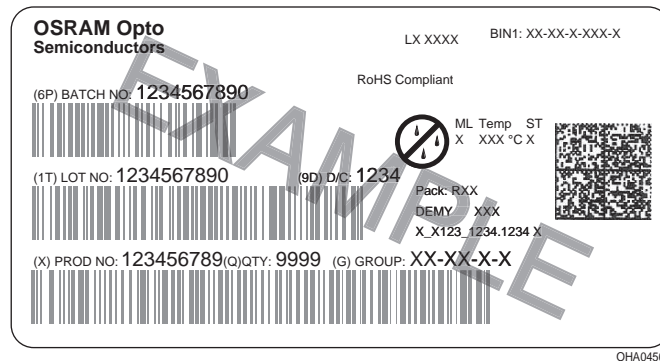 OSRAM Opto
Semiconductors
LX XXXX
BIN1: XX-XX-X-XXX-X
RoHS Compliant
(6P) BATCH NO: 1234567890
ML Temp ST
X XXX °C X
(1T) LOT NO: 1234567890 (9D) D/C: 1234
Pack: RXX
DEMY XXX
X_X123_1234.1234 X
(X) PROD NO: 123456789(Q)QTY: 9999 (G) GROUP: XX-XX-X-X
EXAMPLE